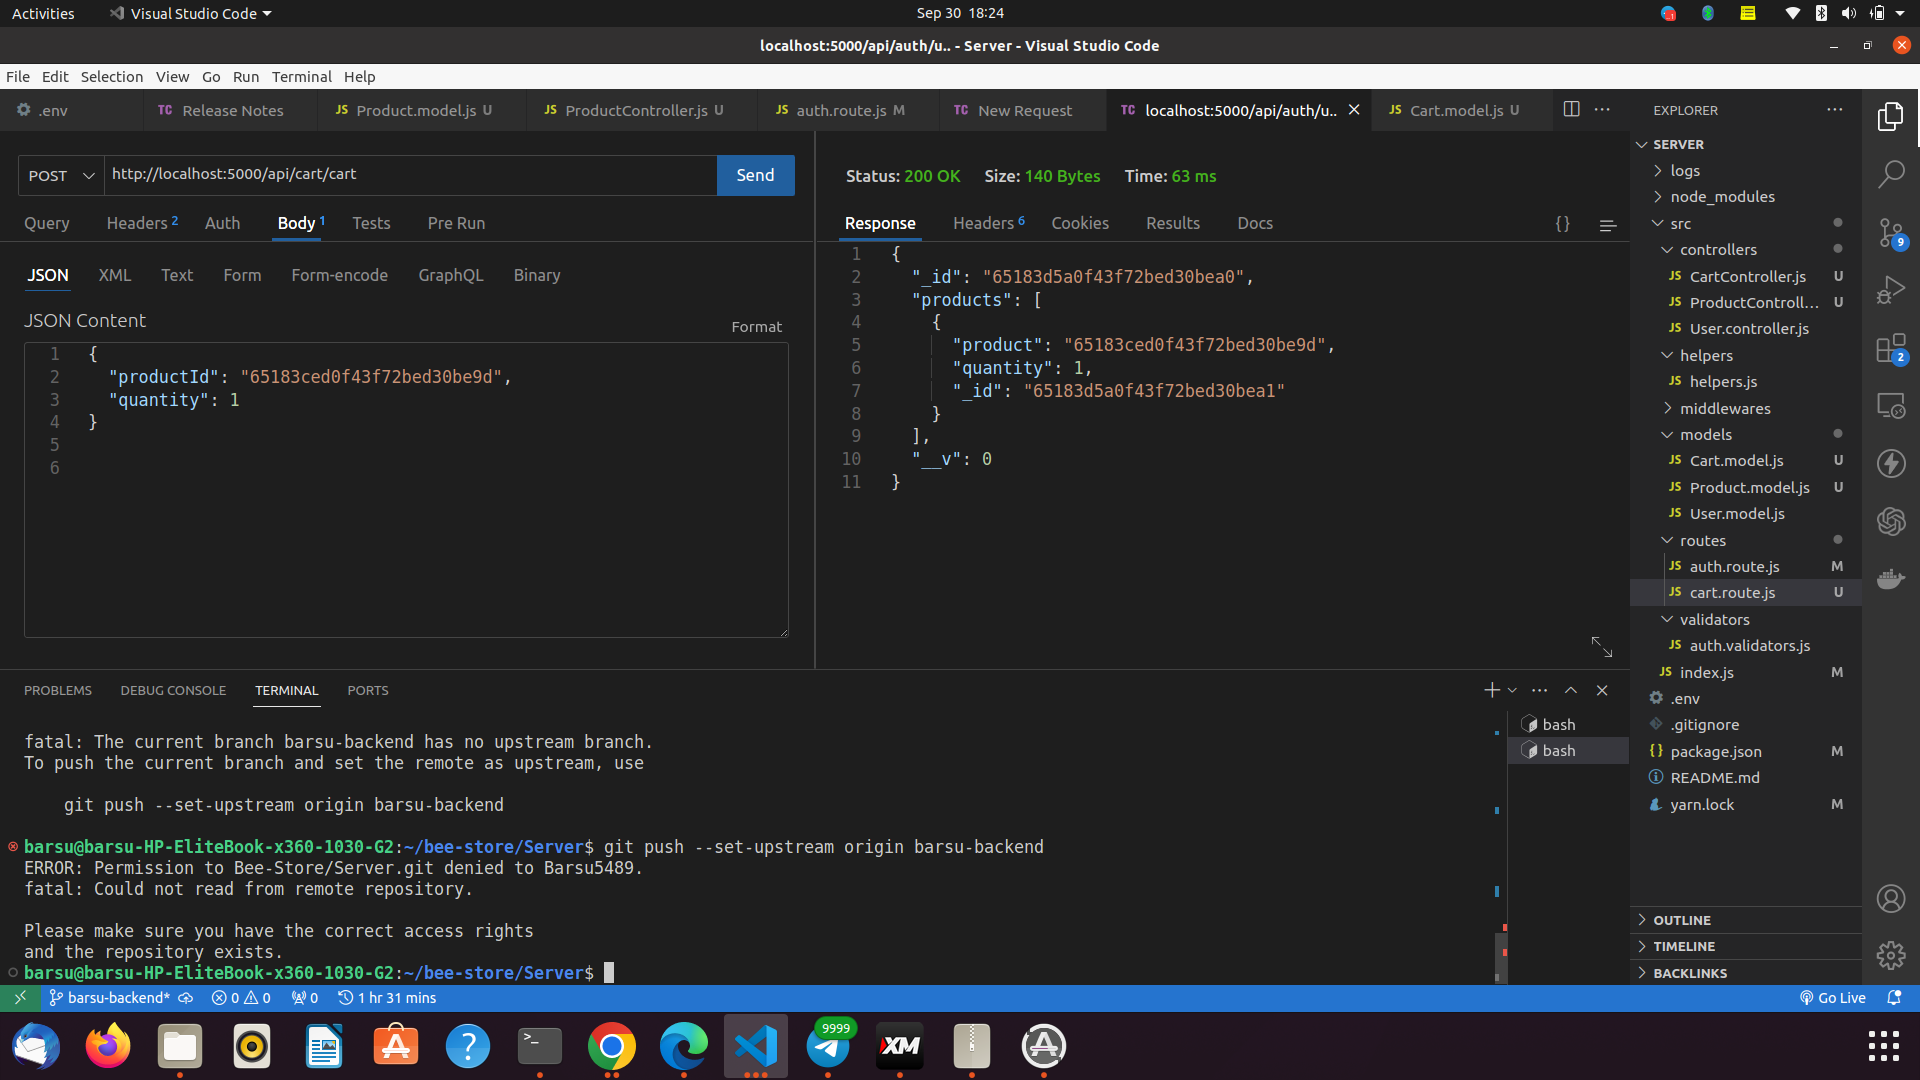 Activities
Visual Studio Code
Sep 30 18:24
localhost:5000/api/auth/u.. - Server - Visual Studio Code
File Edit Selection View Go Run Terminal Help
.env
TC Release Notes
JS Product.model.js U
JS ProductController.js U
JS auth.route.js M
TC New Request
TC localhost:5000/api/auth/u..
JS Cart.model.js U
POST
http://localhost:5000/api/cart/cart
Send
Query Headers 2 Auth Body 1 Tests Pre Run
JSON XML Text Form Form-encode GraphQL Binary
JSON Content
Format
1 {
2 "productId": "65183ced0f43f72bed30be9d",
3 "quantity": 1
4 }
5
6
Status: 200 OK Size: 140 Bytes Time: 63 ms
Response Headers 6 Cookies Results Docs
{}
1 {
2 "_id": "65183d5a0f43f72bed30bea0",
3 "products": [
4 {
5 "product": "65183ced0f43f72bed30be9d",
6 "quantity": 1,
7 "_id": "65183d5a0f43f72bed30bea1"
8 }
9 ],
10 "__v": 0
11 }
PROBLEMS DEBUG CONSOLE TERMINAL PORTS
fatal: The current branch barsu-backend has no upstream branch.
To push the current branch and set the remote as upstream, use
git push --set-upstream origin barsu-backend
barsu@barsu-HP-EliteBook-x360-1030-G2:~/bee-store/Server$ git push --set-upstream origin barsu-backend
ERROR: Permission to Bee-Store/Server.git denied to Barsu5489.
fatal: Could not read from remote repository.
Please make sure you have the correct access rights
and the repository exists.
barsu@barsu-HP-EliteBook-x360-1030-G2:~/bee-store/Server$
bash
bash
EXPLORER
SERVER
logs
node_modules
src
controllers
JS CartController.js U
JS ProductControll... U
JS User.controller.js
helpers
JS helpers.js
middlewares
models
JS Cart.model.js U
JS Product.model.js U
JS User.model.js
routes
JS auth.route.js M
JS cart.route.js U
validators
JS auth.validators.js
JS index.js M
.env
.gitignore
{} package.json M
README.md
yarn.lock M
OUTLINE
TIMELINE
BACKLINKS
9
2
barsu-backend*
0 0
0
1 hr 31 mins
Go Live
>_
?
9999
XM